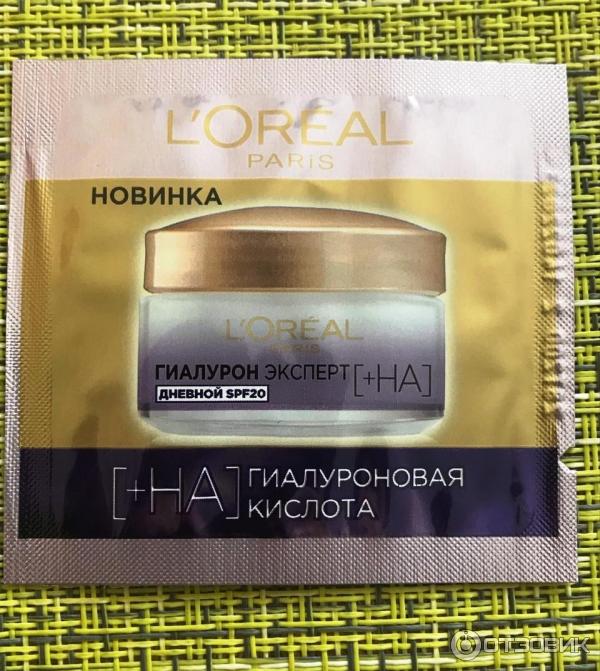 L'ORÉAL
PARIS
НОВИНКА
L'ORÉAL
PARIS
ГИАЛУРОН ЭКСПЕРТ [+HA]
ДНЕВНОЙ SPF20
[+HA] ГИАЛУРОНОВАЯ
КИСЛОТА
ОТЗОВИК